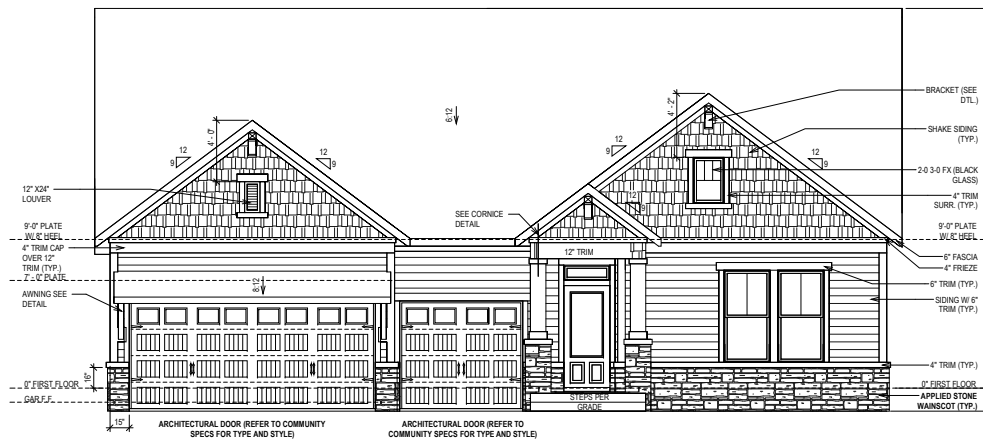 6:12
4' - 0"
12
9
12
9
12" X24"
LOUVER
9'-0" PLATE
W/ 8" HEEL
4" TRIM CAP
OVER 12"
TRIM (TYP.)
7' - 0" PLATE
AWNING SEE
DETAIL
8:12
16"
0" FIRST FLOOR
GAR F.F.
15"
ARCHITECTURAL DOOR (REFER TO COMMUNITY
SPECS FOR TYPE AND STYLE)
ARCHITECTURAL DOOR (REFER TO
COMMUNITY SPECS FOR TYPE AND STYLE)
SEE CORNICE
DETAIL
12" TRIM
STEPS PER
GRADE
4' - 2"
12
9
12
9
12
9
BRACKET (SEE
DTL.)
SHAKE SIDING
(TYP.)
2-0 3-0 FX (BLACK
GLASS)
4" TRIM
SURR. (TYP.)
9'-0" PLATE
W/ 8" HEEL
6" FASCIA
4" FRIEZE
6" TRIM (TYP.)
SIDING W/ 6"
TRIM (TYP.)
4" TRIM (TYP.)
0" FIRST FLOOR
APPLIED STONE
WAINSCOT (TYP.)